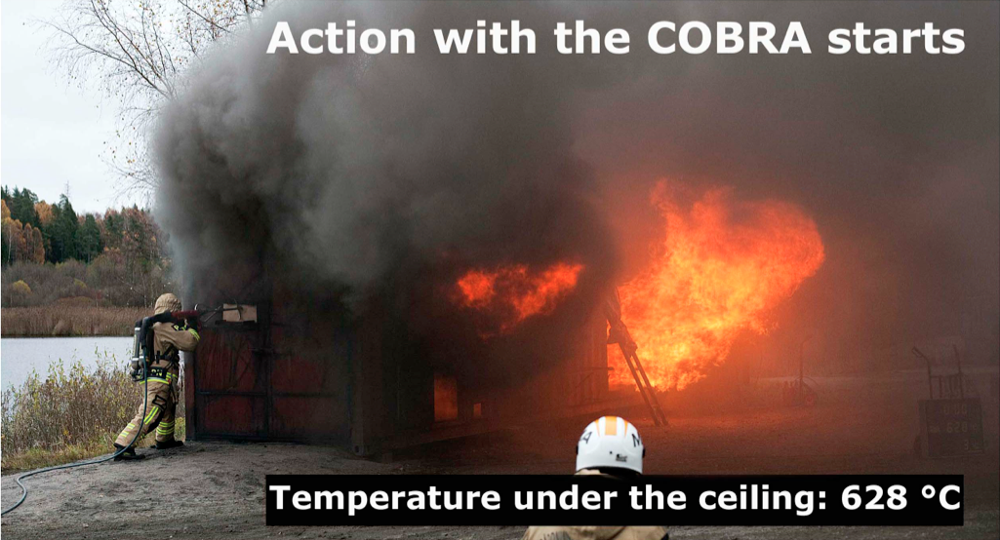 Action with the COBRA starts
Temperature under the ceiling: 628 °C